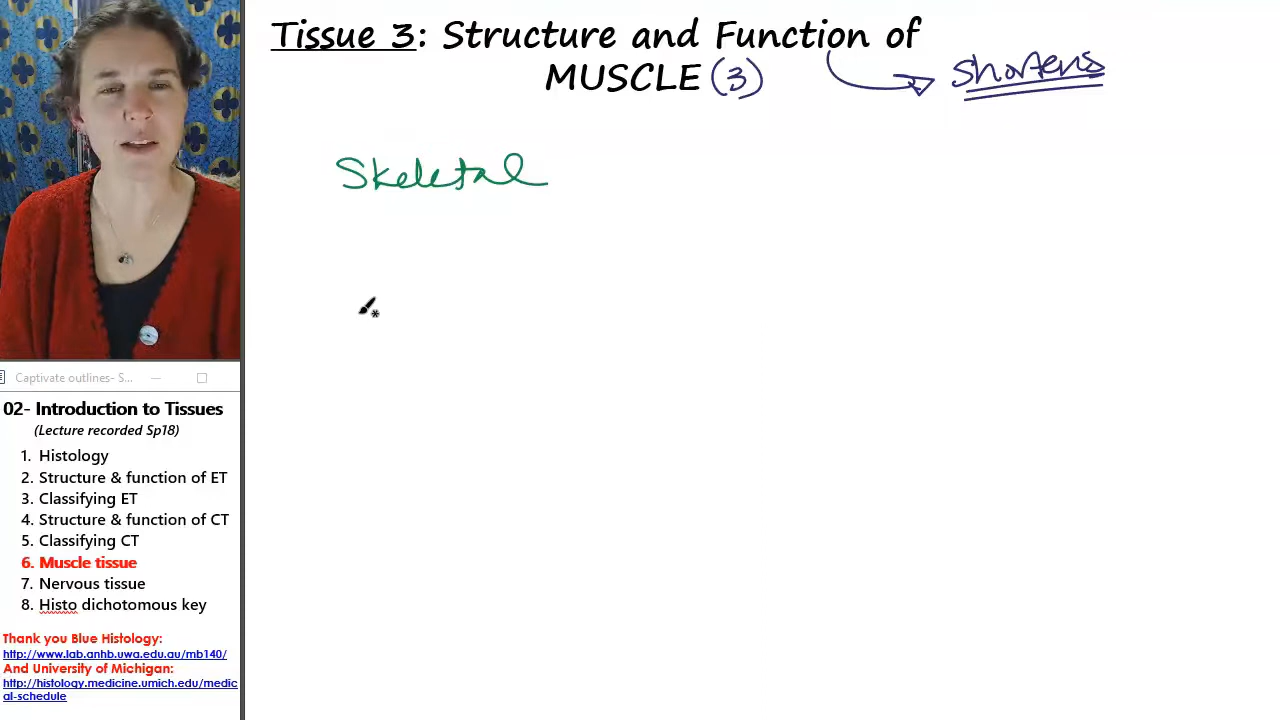 Tissue 3: Structure and Function of
MUSCLE (3)
shortens
Skeletal
Captivate outlines- S...
02- Introduction to Tissues
(Lecture recorded Sp18)
1. Histology
2. Structure & function of ET
3. Classifying ET
4. Structure & function of CT
5. Classifying CT
6. Muscle tissue
7. Nervous tissue
8. Histo dichotomous key
Thank you Blue Histology:
http://www.lab.anhb.uwa.edu.au/mb140/
And University of Michigan:
http://histology.medicine.umich.edu/medic
al-schedule